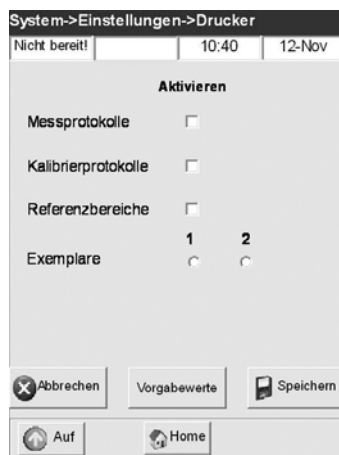 System->Einstellungen->Drucker
Nicht bereit! 10:40 12-Nov
Aktivieren
Messprotokolle
Kalibrierprotokolle
Referenzbereiche
1 2
Exemplare
Abbrechen Vorgabewerte Speichern
Auf Home